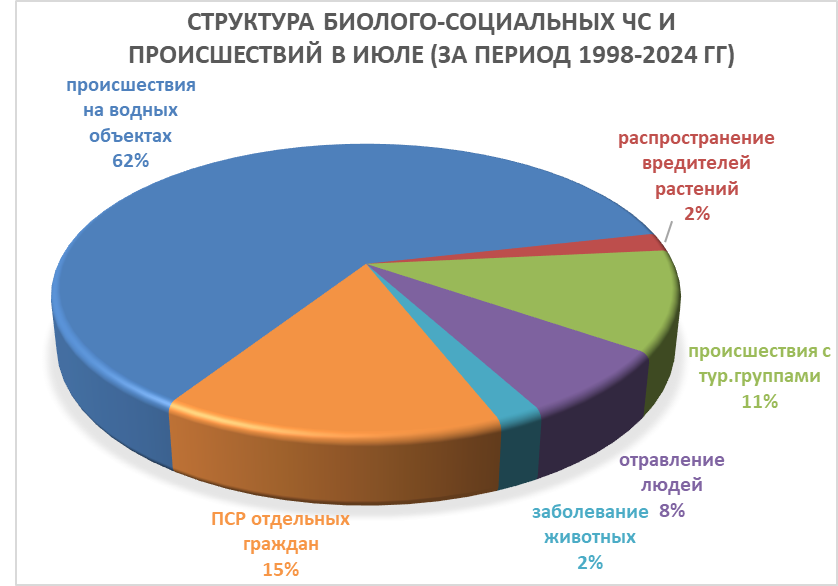 СТРУКТУРА БИОЛОГО-СОЦИАЛЬНЫХ ЧС И
ПРОИСШЕСТВИЙ В ИЮЛЕ (ЗА ПЕРИОД 1998-2024 ГГ)
происшествия
на водных
объектах
62%
распространение
вредителей
растений
2%
происшествия с
тур.группами
11%
отравление
людей
8%
заболевание
животных
2%
ПСР отдельных
граждан
15%